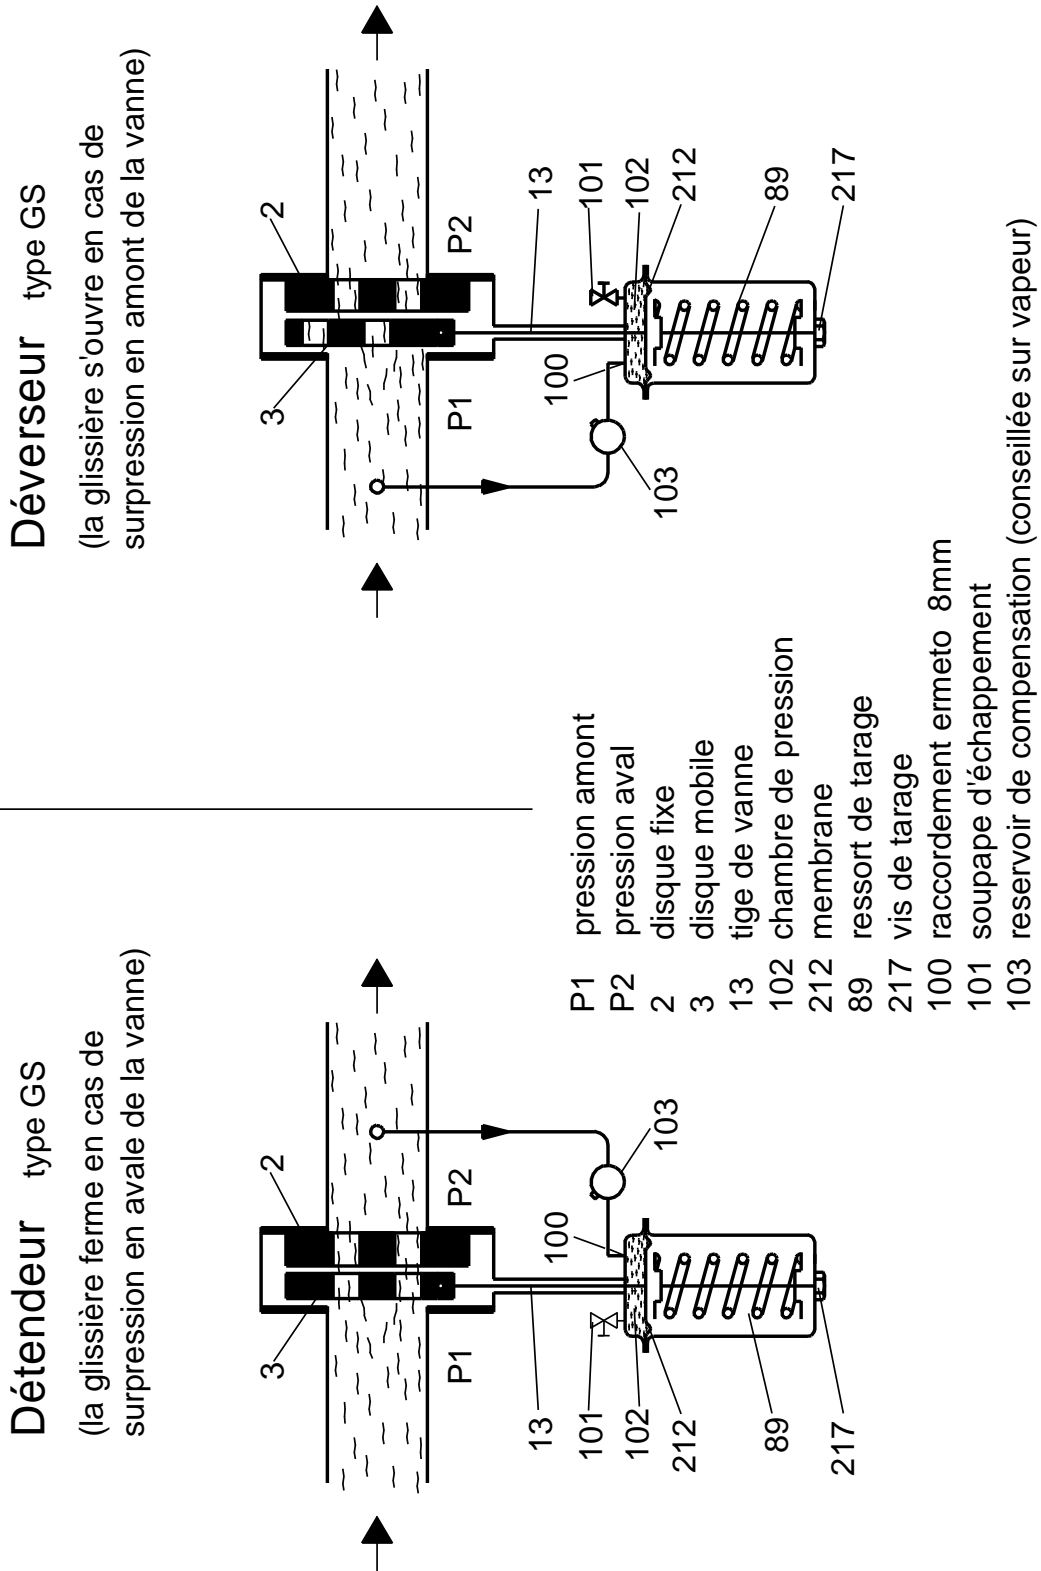 Détendeur type GS
(la glissière ferme en cas de
surpression en avale de la vanne)
2
3
P1
P2
13
100
101
102
103
212
89
217
Déverseur type GS
(la glissière s'ouvre en cas de
surpression en amont de la vanne)
2
3
P1
P2
13
100
101
102
103
212
89
217
P1 pression amont
P2 pression aval
2 disque fixe
3 disque mobile
13 tige de vanne
102 chambre de pression
212 membrane
89 ressort de tarage
217 vis de tarage
100 raccordement ermeto 8mm
101 soupape d'échappement
103 reservoir de compensation (conseillée sur vapeur)